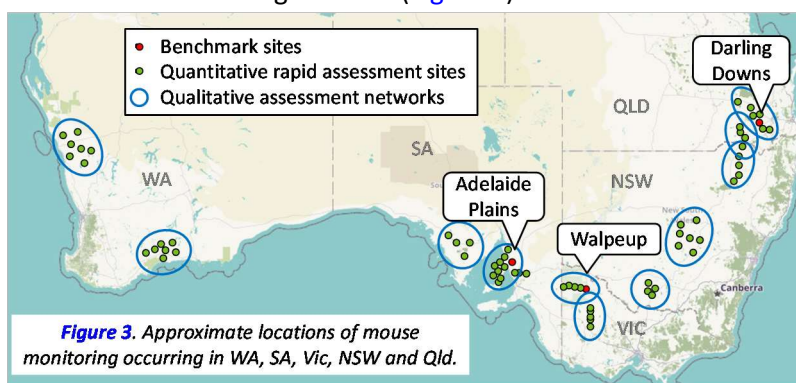 Benchmark sites
Quantitative rapid assessment sites
Qualitative assessment networks
Darling
Downs
QLD
SA
WA
NSW
Adelaide
Plains
Walpeup
Canberra
VIC
Figure 3. Approximate locations of mouse
monitoring occurring in WA, SA, Vic, NSW and Qld.